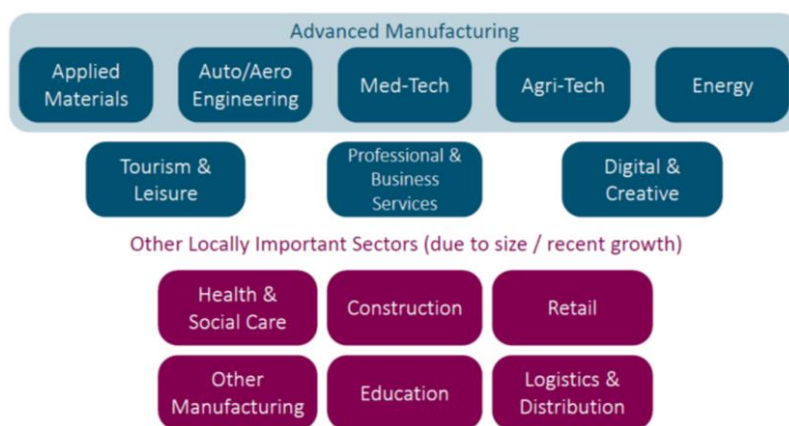 Advanced Manufacturing
Applied
Materials
Auto/Aero
Engineering
Med-Tech
Agri-Tech
Energy
Tourism &
Leisure
Professional &
Business
Services
Digital &
Creative
Other Locally Important Sectors (due to size / recent growth)
Health &
Social Care
Construction
Retail
Other
Manufacturing
Education
Logistics &
Distribution